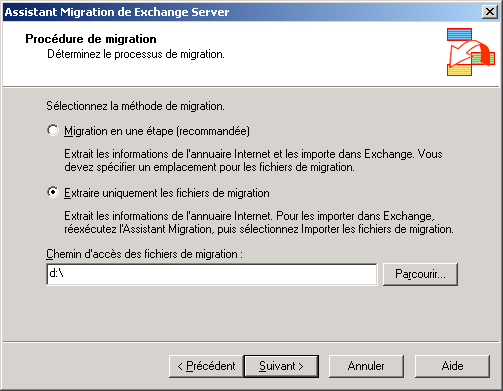 Assistant Migration de Exchange Server
Procédure de migration
Déterminez le processus de migration.
Sélectionnez la méthode de migration.
Migration en une étape (recommandée)
Extrait les informations de l'annuaire Internet et les importe dans Exchange. Vous
devez spécifier un emplacement pour les fichiers de migration.
Extraire uniquement les fichiers de migration
Extrait les informations de l'annuaire Internet. Pour les importer dans Exchange,
réexécutez l'Assistant Migration, puis sélectionnez Importer les fichiers de migration.
Chemin d'accès des fichiers de migration :
d:\
Parcourir...
< Précédent
Suivant >
Annuler
Aide